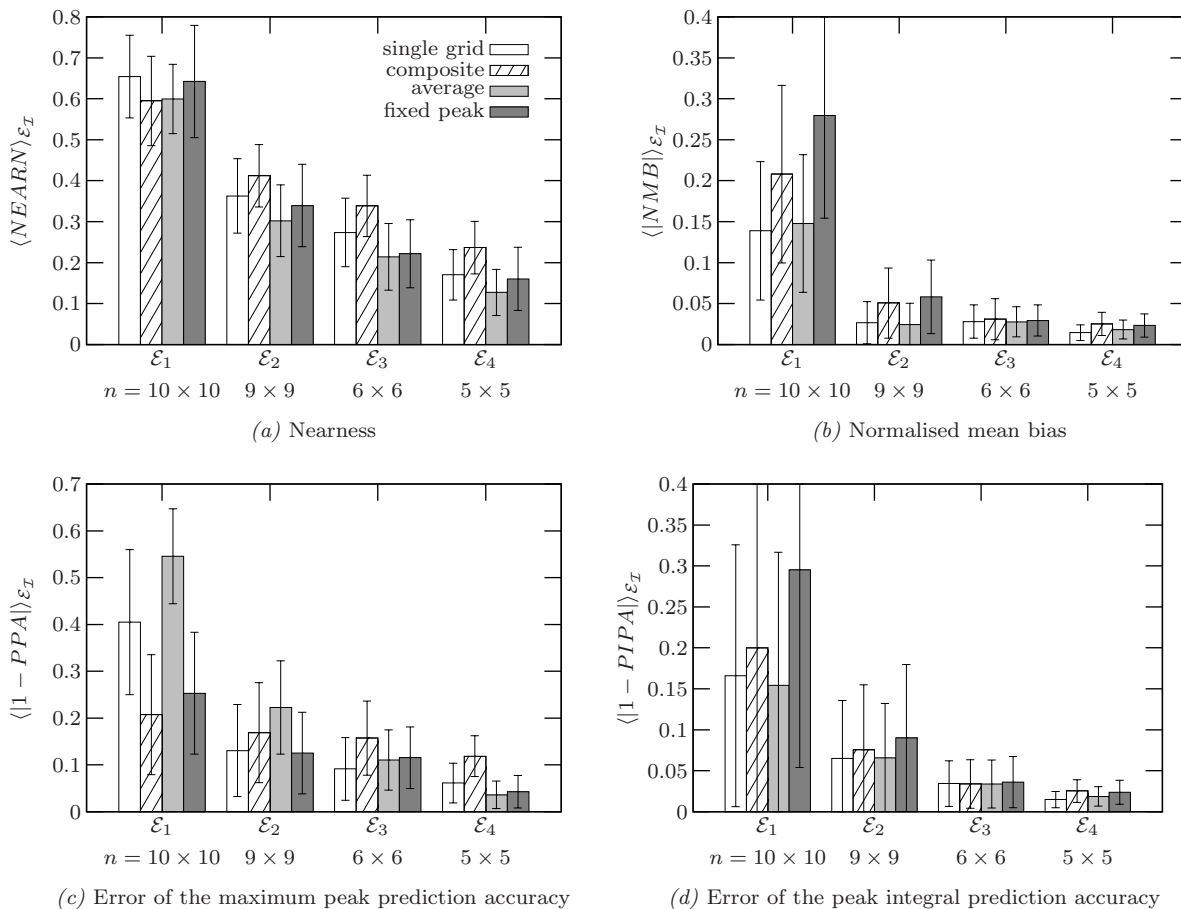 ⟨NEARN⟩_{ℰ_ℐ}
0.8
0.7
0.6
0.5
0.4
0.3
0.2
0.1
0
single grid
composite
average
fixed peak
ℰ₁ ℰ₂ ℰ₃ ℰ₄
n = 10 × 10 9 × 9 6 × 6 5 × 5
(a) Nearness
⟨|NMB|⟩_{ℰ_ℐ}
0.4
0.35
0.3
0.25
0.2
0.15
0.1
0.05
0
ℰ₁ ℰ₂ ℰ₃ ℰ₄
n = 10 × 10 9 × 9 6 × 6 5 × 5
(b) Normalised mean bias
⟨|1 − PPA|⟩_{ℰ_ℐ}
0.7
0.6
0.5
0.4
0.3
0.2
0.1
0
ℰ₁ ℰ₂ ℰ₃ ℰ₄
n = 10 × 10 9 × 9 6 × 6 5 × 5
(c) Error of the maximum peak prediction accuracy
⟨|1 − PIPA|⟩_{ℰ_ℐ}
0.4
0.35
0.3
0.25
0.2
0.15
0.1
0.05
0
ℰ₁ ℰ₂ ℰ₃ ℰ₄
n = 10 × 10 9 × 9 6 × 6 5 × 5
(d) Error of the peak integral prediction accuracy